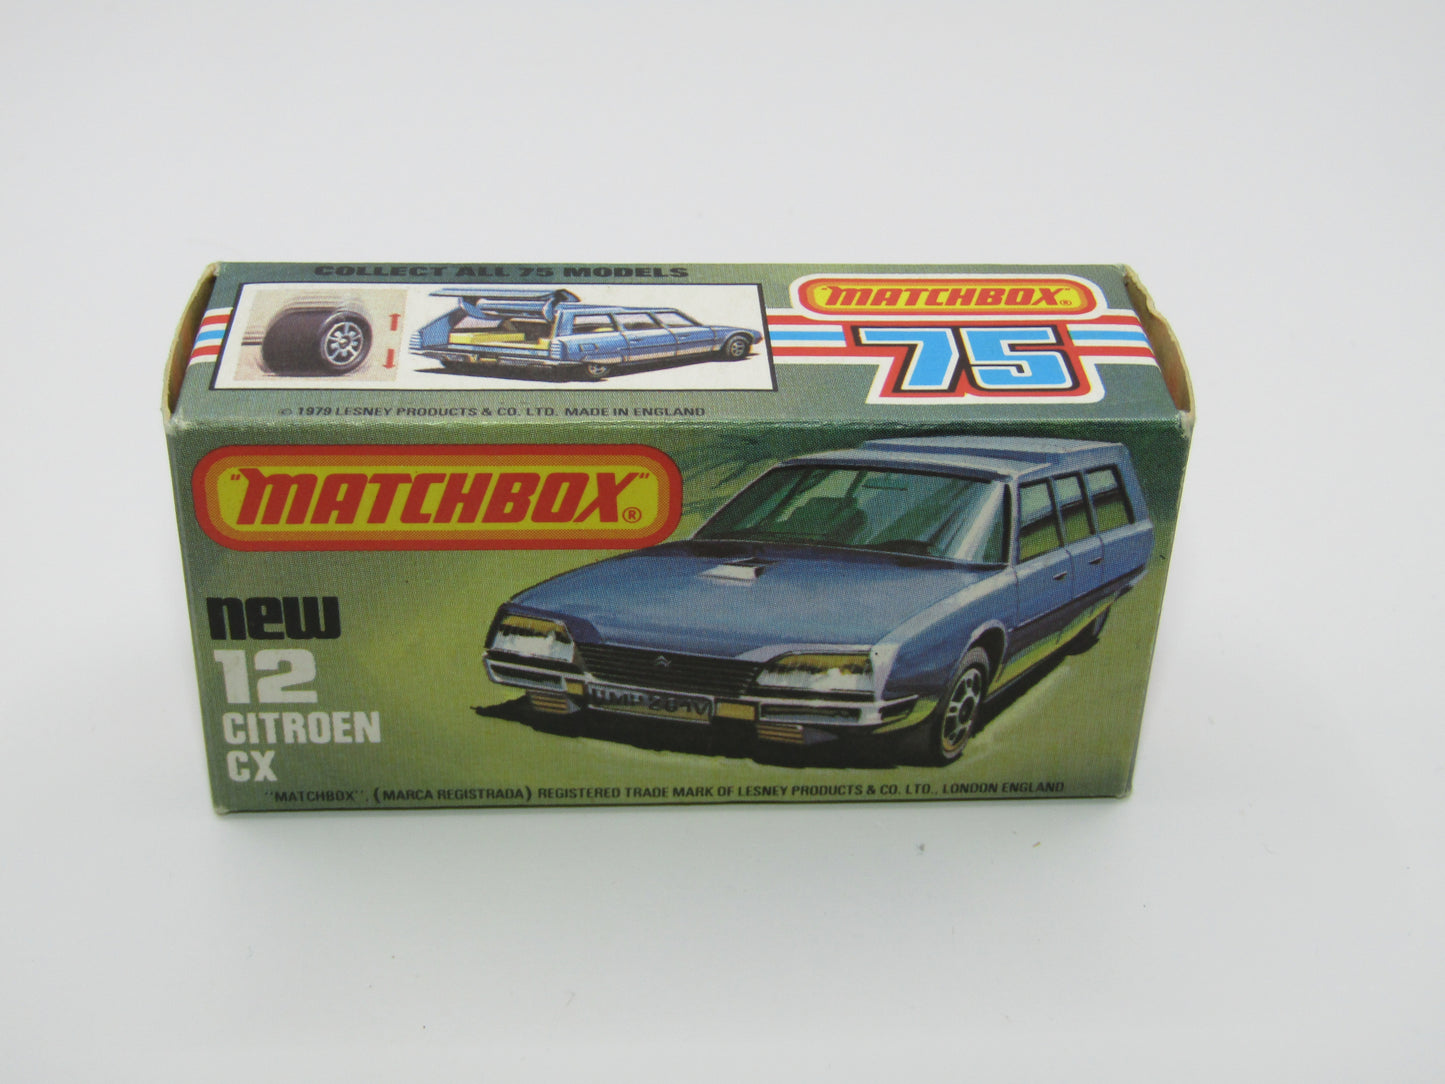 COLLECT ALL 75 MODELS
"MATCHBOX"®
75
© 1979 LESNEY PRODUCTS & CO. LTD. MADE IN ENGLAND
"MATCHBOX"®
new
12
CITROEN
CX
"MATCHBOX", (MARCA REGISTRADA) REGISTERED TRADE MARK OF LESNEY PRODUCTS & CO. LTD., LONDON ENGLAND